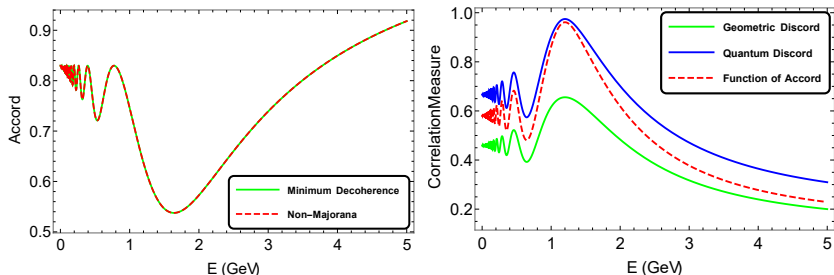 Accord
0.9
0.8
0.7
0.6
0.5
0 1 2 3 4 5
E (GeV)
Minimum Decoherence
Non-Majorana
CorrelationMeasure
1.0
0.8
0.6
0.4
0.2
0 1 2 3 4 5
E (GeV)
Geometric Discord
Quantum Discord
Function of Accord